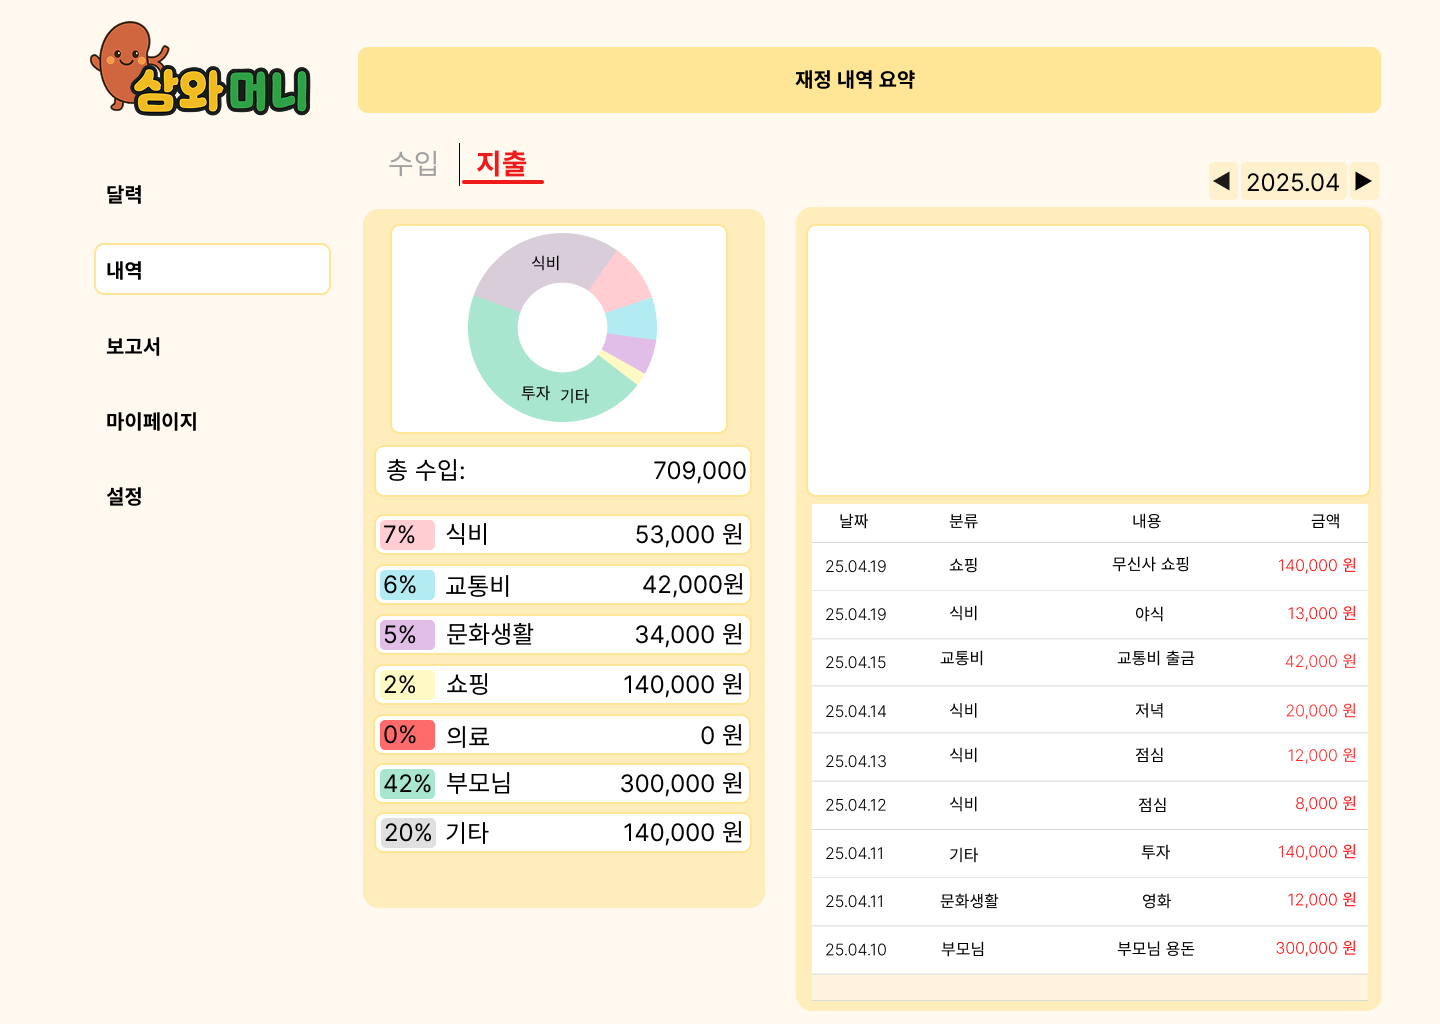 삼와머니
재정 내역 요약
수입
지출
◀ 2025.04 ▶
달력
내역
보고서
마이페이지
설정
식비
투자 기타
총 수입: 709,000
7% 식비 53,000 원
6% 교통비 42,000원
5% 문화생활 34,000 원
2% 쇼핑 140,000 원
0% 의료 0 원
42% 부모님 300,000 원
20% 기타 140,000 원
날짜 분류 내용 금액
25.04.19 쇼핑 무신사 쇼핑 140,000 원
25.04.19 식비 야식 13,000 원
25.04.15 교통비 교통비 출금 42,000 원
25.04.14 식비 저녁 20,000 원
25.04.13 식비 점심 12,000 원
25.04.12 식비 점심 8,000 원
25.04.11 기타 투자 140,000 원
25.04.11 문화생활 영화 12,000 원
25.04.10 부모님 부모님 용돈 300,000 원